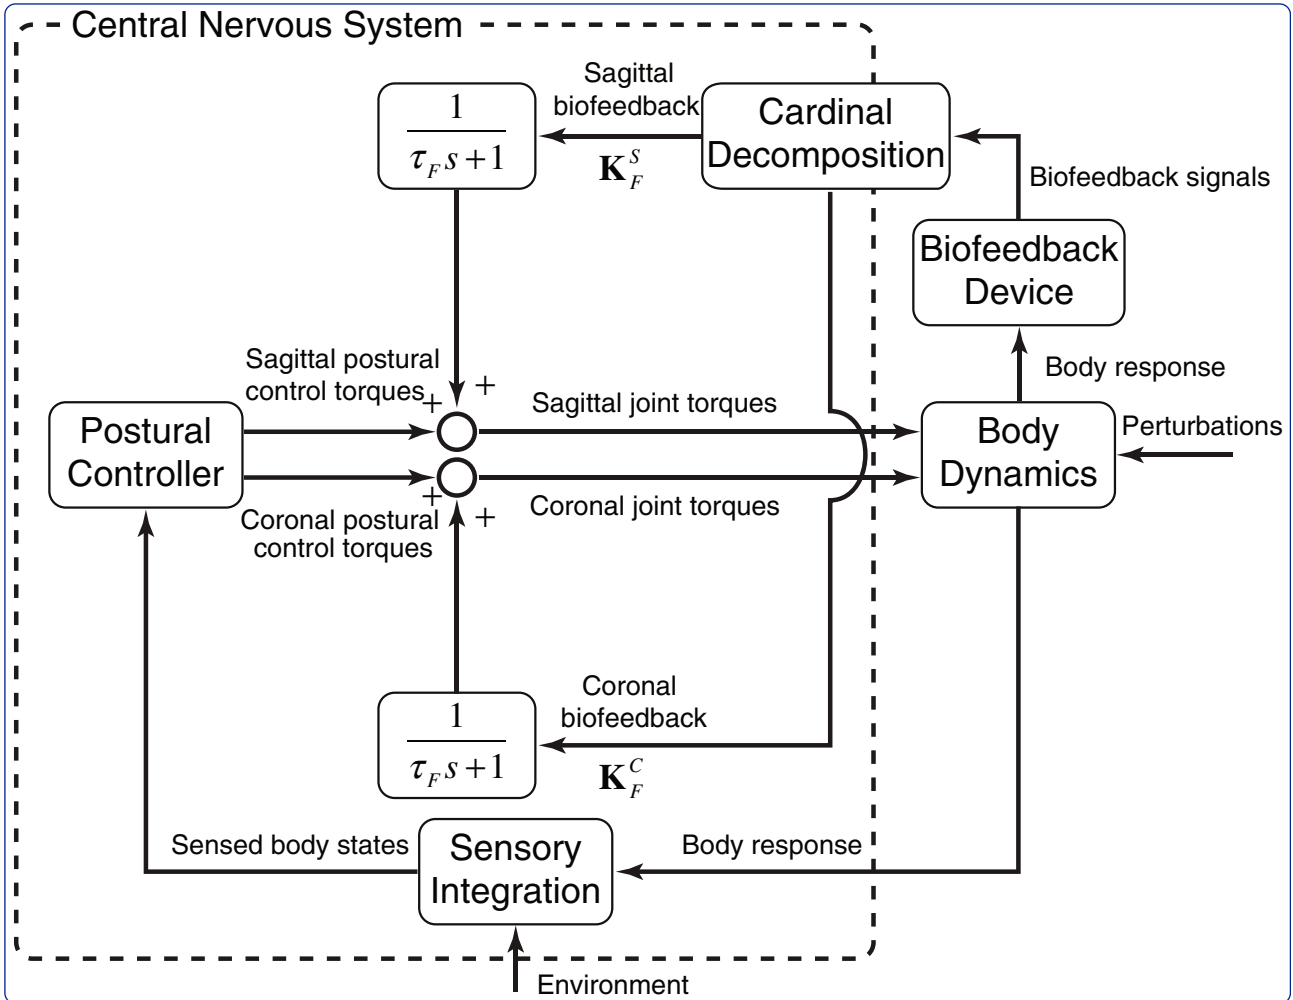 Central Nervous System
Sagittal
biofeedback
K_F^S
1
τ_F s + 1
Cardinal
Decomposition
Biofeedback signals
Biofeedback
Device
Body response
Sagittal postural
control torques
+
+
Sagittal joint torques
Postural
Controller
Body
Dynamics
Perturbations
Coronal postural
control torques
+
+
Coronal joint torques
Coronal
biofeedback
K_F^C
1
τ_F s + 1
Sensed body states
Sensory
Integration
Body response
Environment